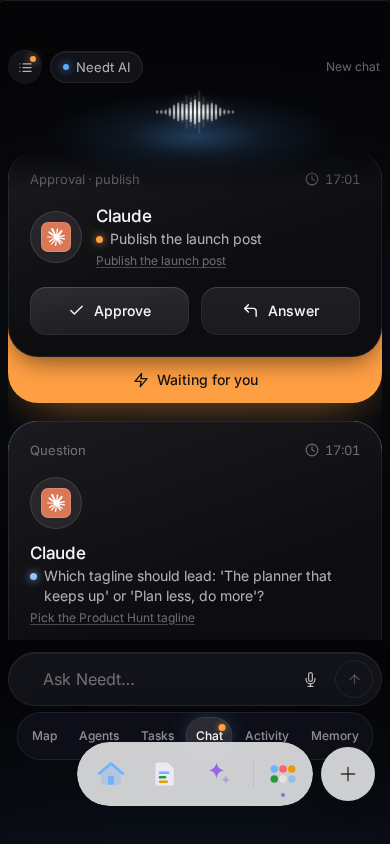 Needt AI
New chat
Approval · publish
17:01
Claude
Publish the launch post
Publish the launch post
Approve
Answer
Waiting for you
Question
17:01
Claude
Which tagline should lead: 'The planner that
keeps up' or 'Plan less, do more'?
Pick the Product Hunt tagline
Ask Needt...
Map
Agents
Tasks
Chat
Activity
Memory